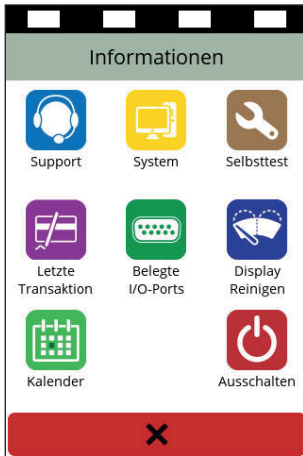 Informationen
Support
System
Selbsttest
Letzte
Transaktion
Belegte
I/O-Ports
Display
Reinigen
Kalender
Ausschalten